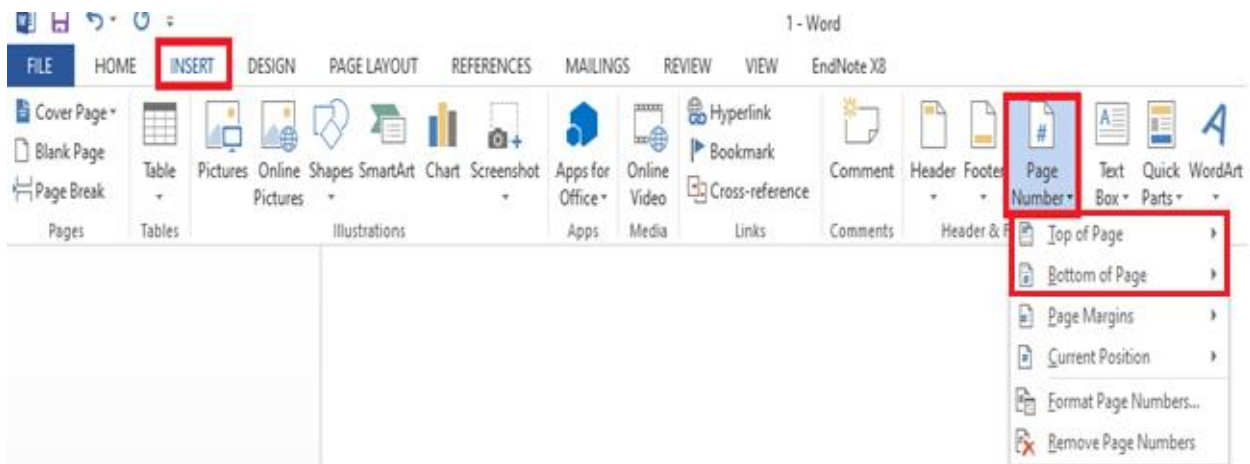 1 - Word
FILE HOME INSERT DESIGN PAGE LAYOUT REFERENCES MAILINGS REVIEW VIEW EndNote X8
Cover Page
Blank Page
Page Break
Pages
Table
Tables
Pictures
Online Pictures
Shapes
SmartArt
Chart
Screenshot
Illustrations
Apps for Office
Apps
Online Video
Media
Hyperlink
Bookmark
Cross-reference
Links
Comment
Comments
Header
Footer
Page Number
Header & F
Text Box
Quick Parts
WordArt
Top of Page
Bottom of Page
Page Margins
Current Position
Format Page Numbers...
Remove Page Numbers